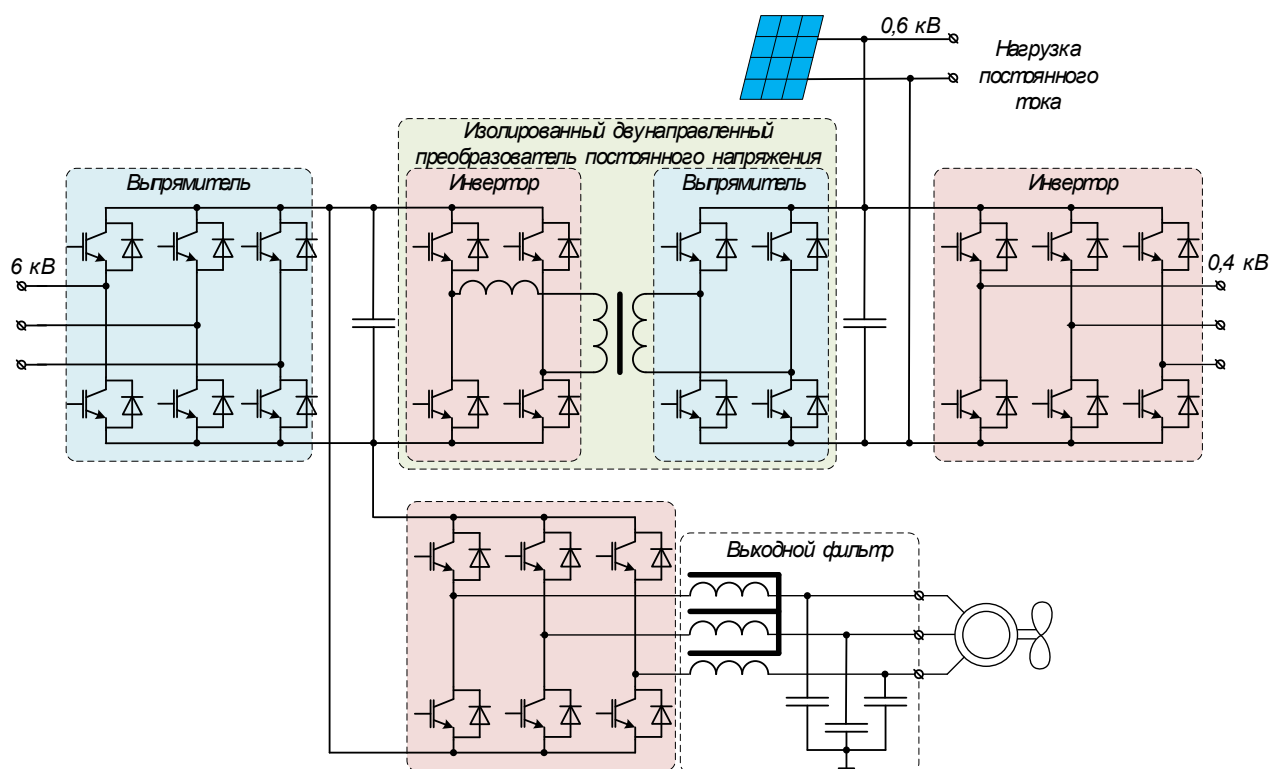 0,6 кВ
Нагрузка
постоянного
тока
Изолированный двунаправленный
преобразователь постоянного напряжения
Выпрямитель
Инвертор
Выпрямитель
Инвертор
6 кВ
0,4 кВ
Выходной фильтр